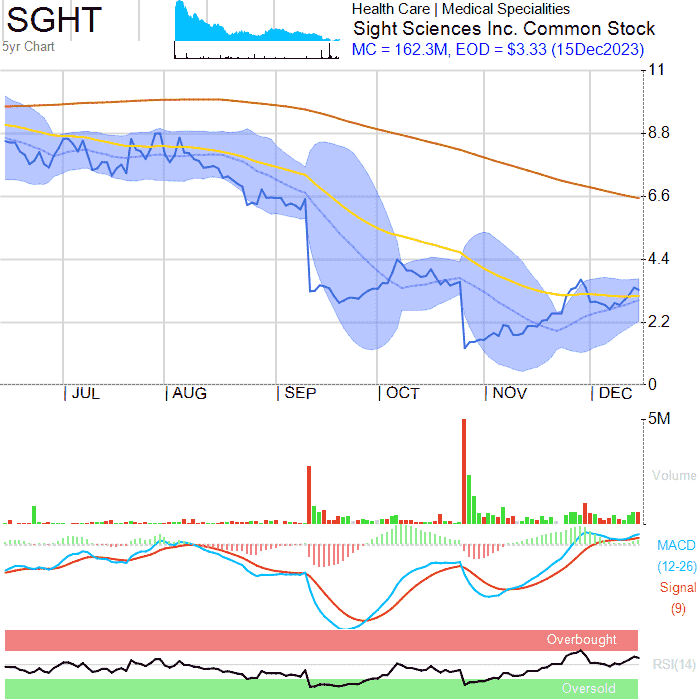 SGHT
5yr Chart
Health Care | Medical Specialities
Sight Sciences Inc. Common Stock
MC = 162.3M, EOD = $3.33 (15Dec2023)
11
8.8
6.6
4.4
2.2
0
JUL AUG SEP OCT NOV DEC
5M
Volume
MACD
(12-26)
Signal
(9)
Overbought
RSI(14)
Oversold